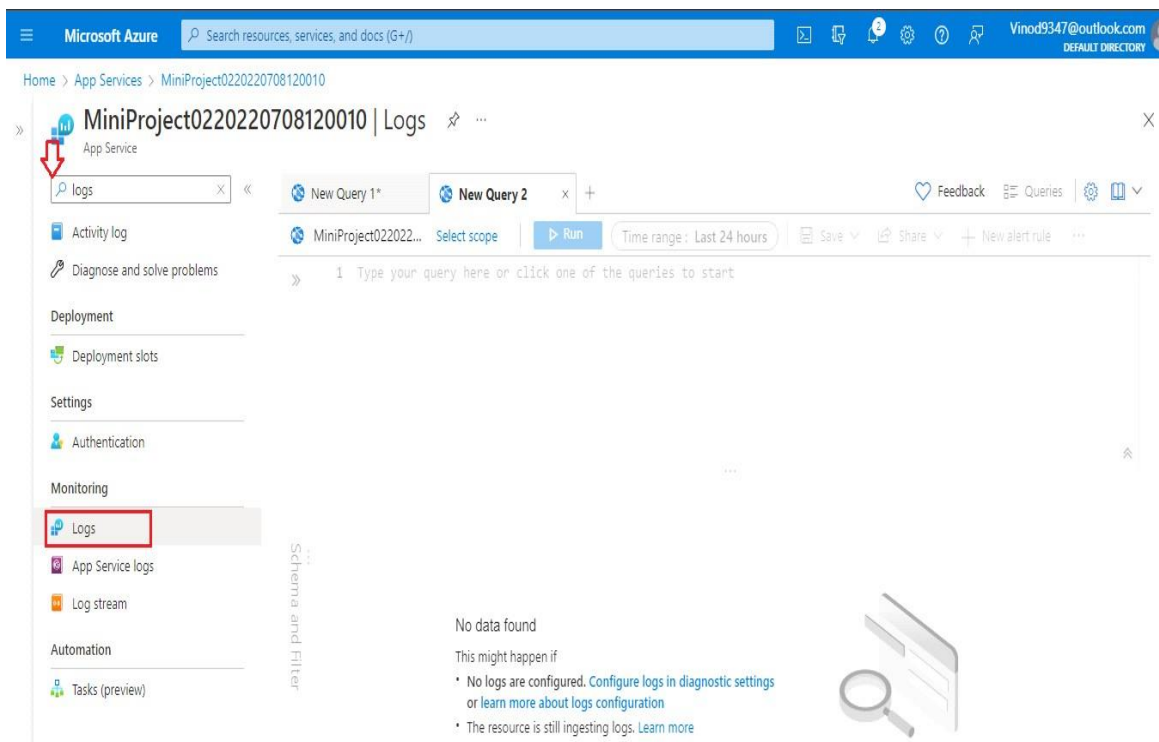 Microsoft Azure
Search resources, services, and docs (G+/)
2
Vinod9347@outlook.com
DEFAULT DIRECTORY
Home > App Services > MiniProject0220220708120010
MiniProject0220220708120010 | Logs
App Service
logs
Activity log
Diagnose and solve problems
Deployment
Deployment slots
Settings
Authentication
Monitoring
Logs
App Service logs
Log stream
Automation
Tasks (preview)
New Query 1*
New Query 2
Feedback
Queries
MiniProject022022...
Select scope
Run
Time range : Last 24 hours
Save
Share
New alert rule
1 Type your query here or click one of the queries to start
Schema and Filter
No data found
This might happen if
• No logs are configured. Configure logs in diagnostic settings
or learn more about logs configuration
• The resource is still ingesting logs. Learn more